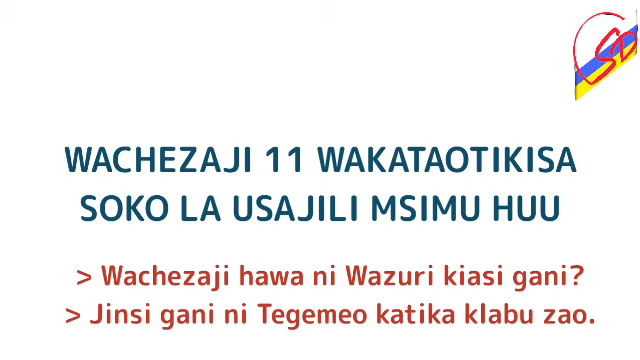 SD
WACHEZAJI 11 WAKATAOTIKISA
SOKO LA USAJILI MSIMU HUU
> Wachezaji hawa ni Wazuri kiasi gani?
> Jinsi gani ni Tegemeo katika klabu zao.